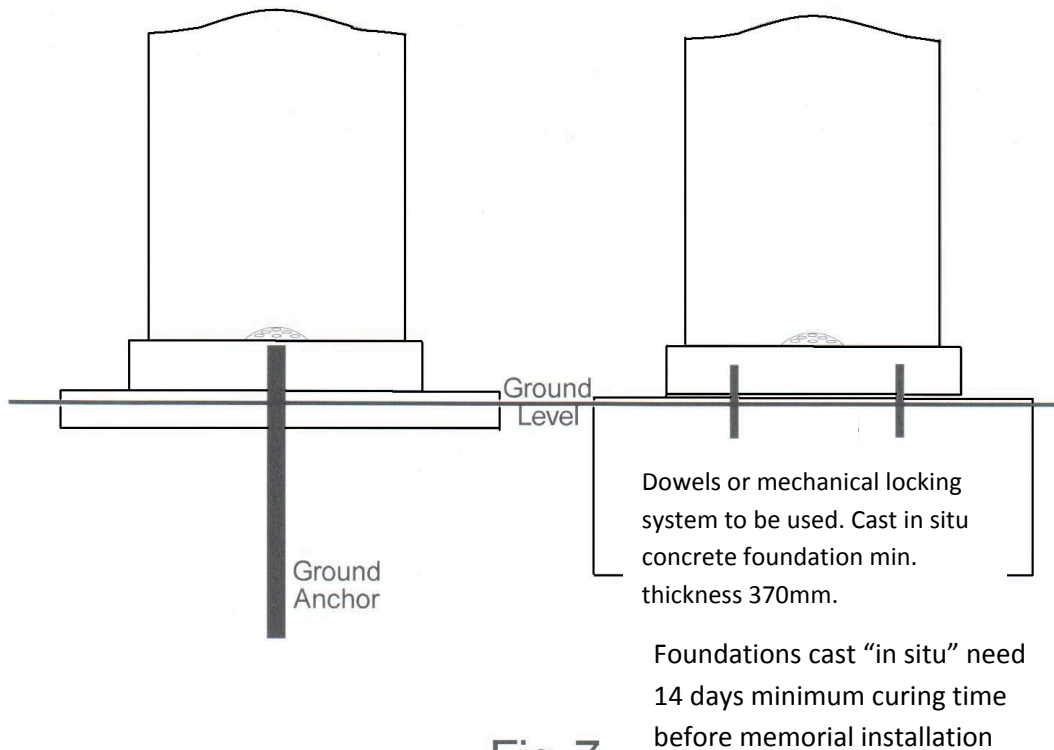 Ground
Level
Ground
Anchor
Dowels or mechanical locking
system to be used. Cast in situ
concrete foundation min.
thickness 370mm.
Foundations cast “in situ” need
14 days minimum curing time
before memorial installation